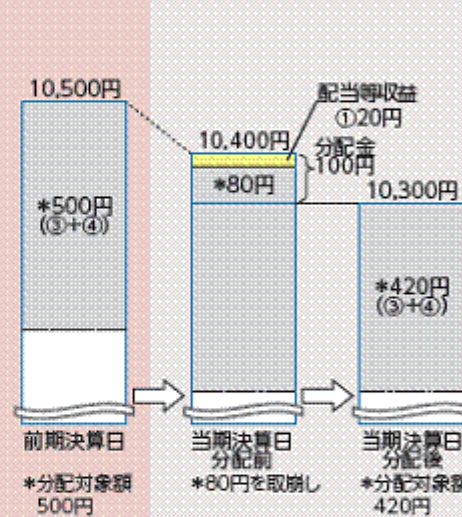 10,500円
配当等収益
①20円
10,400円
分配金
100円
*80円
10,300円
*500円
(③+④)
*420円
(③+④)
前期決算日
当期決算日
分配前
当期決算日
分配後
*分配対象額
500円
*80円を取崩し
*分配対象額
420円